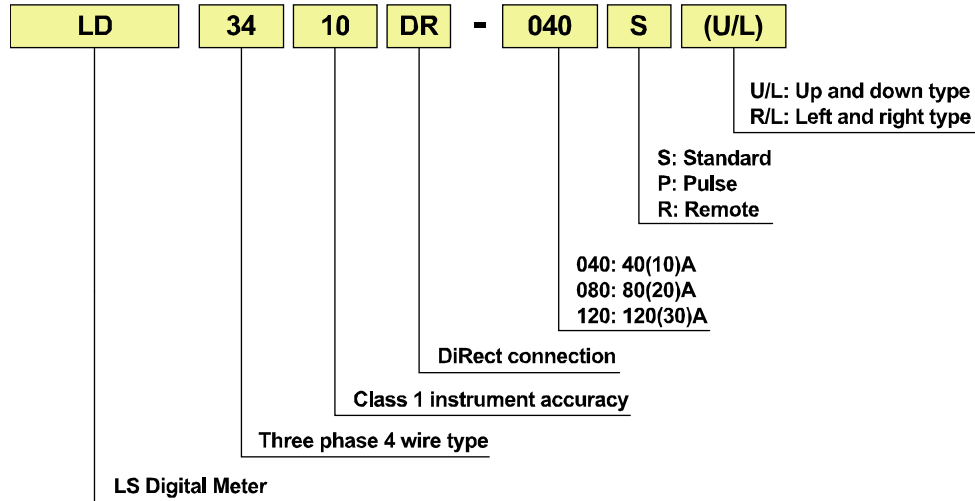 LD 34 10 DR - 040 S (U/L)
U/L: Up and down type
R/L: Left and right type
S: Standard
P: Pulse
R: Remote
040: 40(10)A
080: 80(20)A
120: 120(30)A
DiRect connection
Class 1 instrument accuracy
Three phase 4 wire type
LS Digital Meter